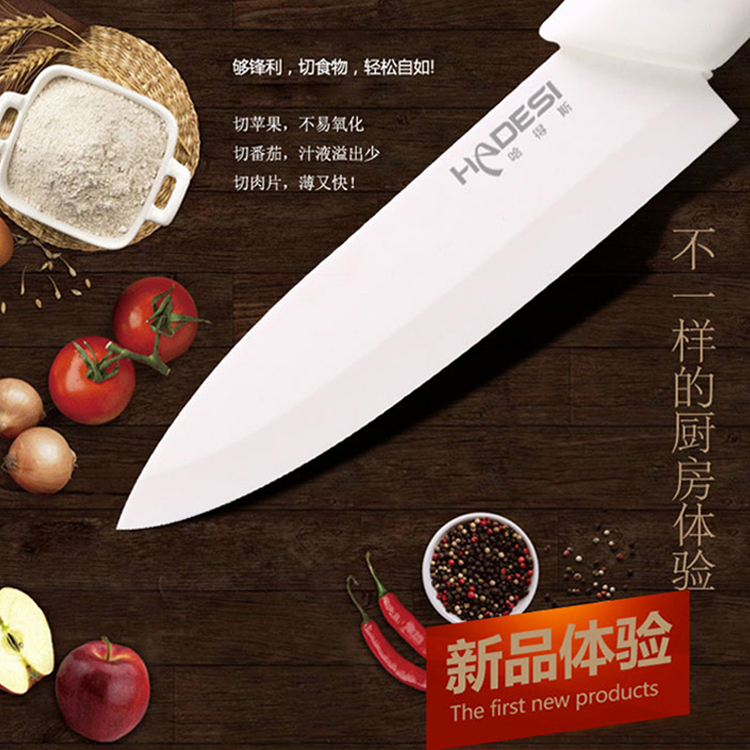 够锋利，切食物，轻松自如!
切苹果，不易氧化
切番茄，汁液溢出少
切肉片，薄又快！
HADESI
哈得斯
不一样的厨房体验
新品体验
The first new products